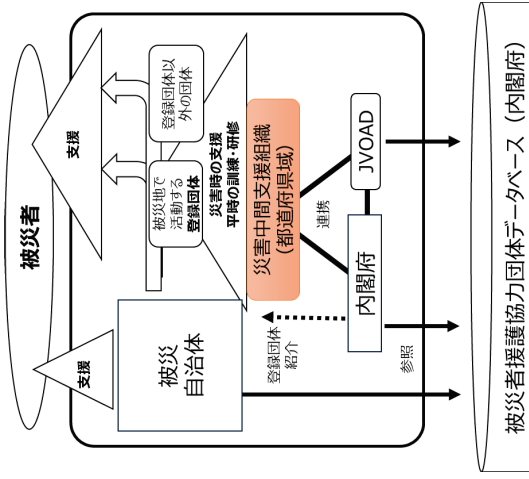 被災者
支援
支援
登録団体以
外の団体
被災地で
活動する
登録団体
災害時の支援
平時の訓練・研修
災害中間支援組織
（都道府県域）
被災
自治体
登録団体
紹介
連携
内閣府
JVOAD
参照
被災者援護協力団体データベース（内閣府）